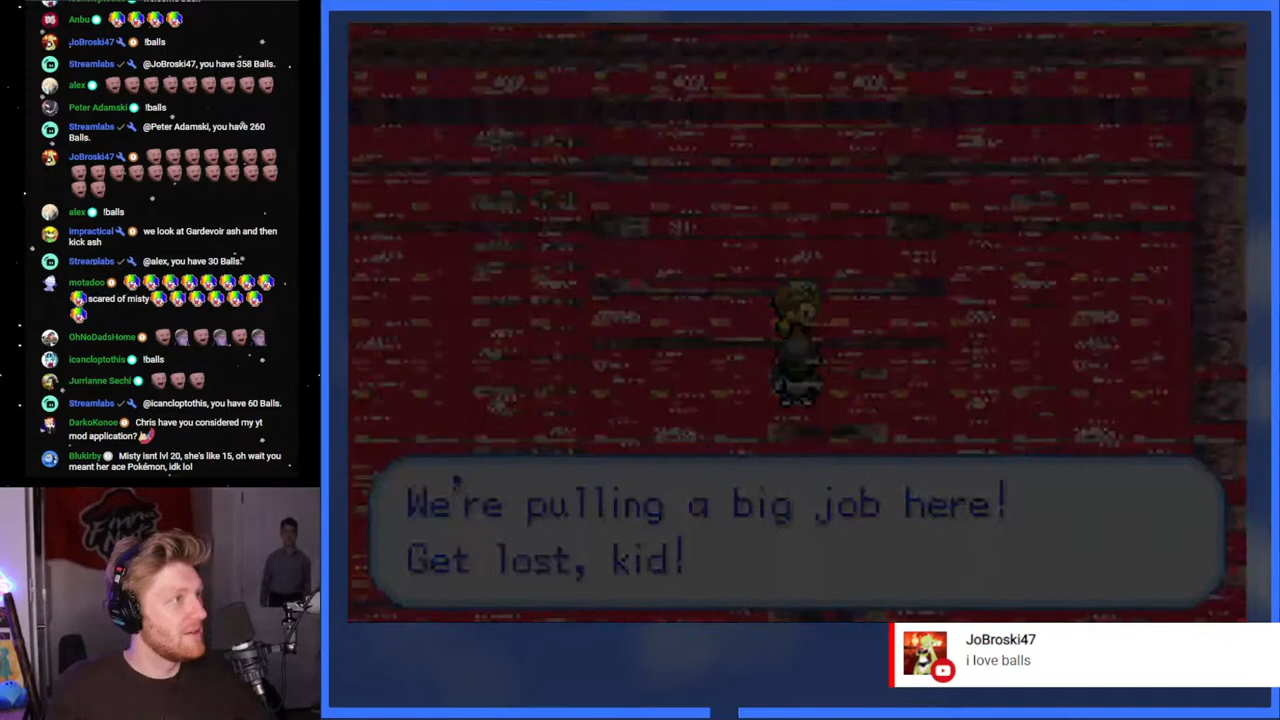 Anbu
JoBroski47 !balls
Streamlabs @JoBroski47, you have 358 Balls.
alex
Peter Adamski !balls
Streamlabs @Peter Adamski, you have 260
Balls.
JoBroski47
alex !balls
impractical we look at Gardevoir ash and then
kick ash
Streamlabs @alex, you have 30 Balls.
motadoo
scared of misty
OhNoDadsHome
icancloptothis !balls
Jurrianne Sechi
Streamlabs @icancloptothis, you have 60 Balls.
DarkoKonoe Chris have you considered my yt
mod application?
Blukirby Misty isnt lvl 20, she's like 15, oh wait you
meant her ace Pokémon, idk lol
We're pulling a big job here!
Get lost, kid!
JoBroski47
i love balls